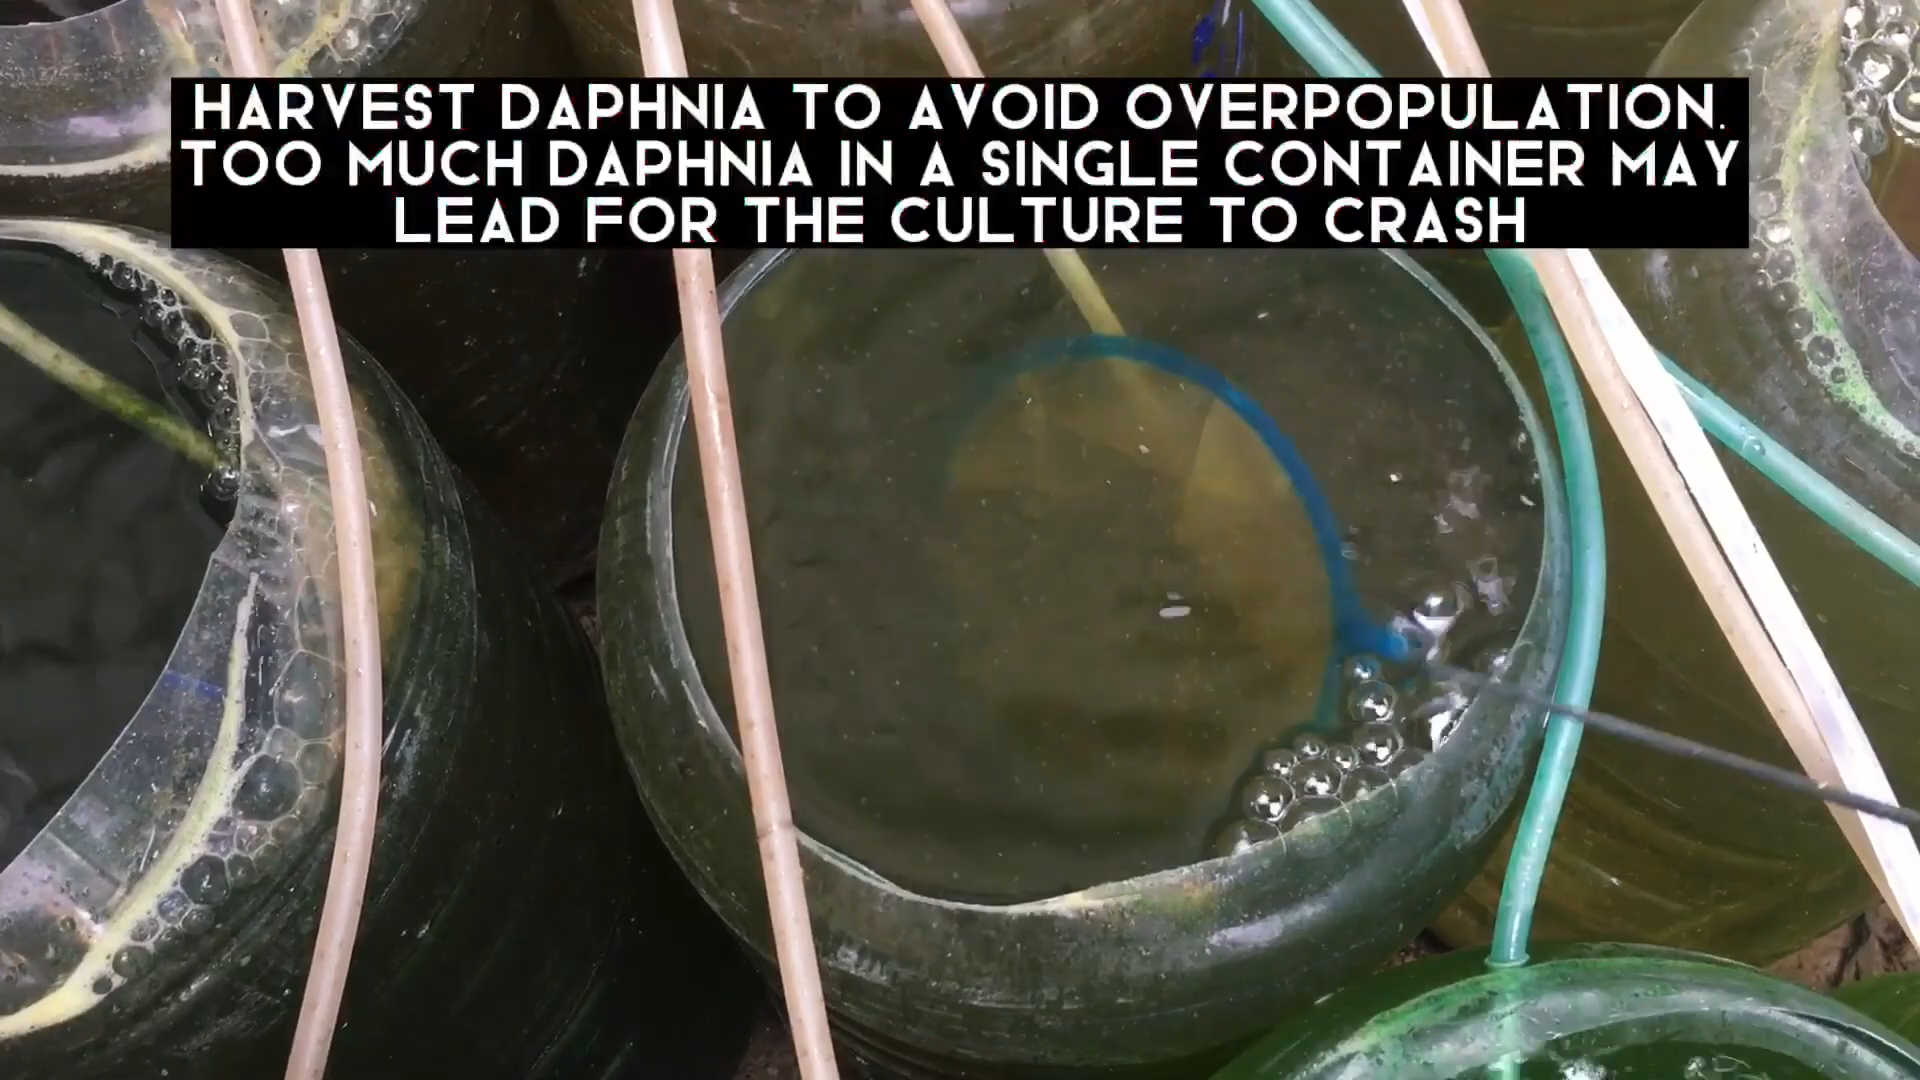 HARVEST DAPHNIA TO AVOID OVERPOPULATION.
TOO MUCH DAPHNIA IN A SINGLE CONTAINER MAY
LEAD FOR THE CULTURE TO CRASH